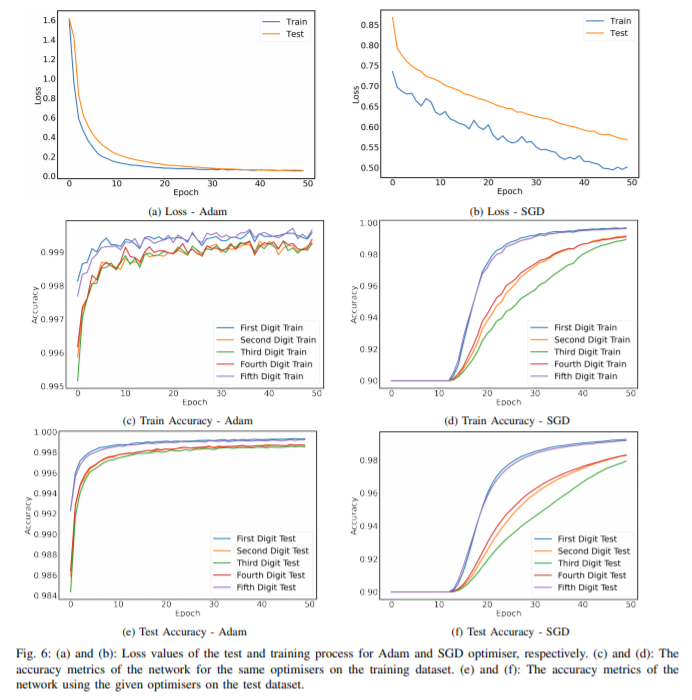 1.6
1.4
1.2
1.0
0.8
0.6
0.4
0.2
0.0
Loss
Train
Test
0 10 20 30 40 50
Epoch
(a) Loss - Adam
0.85
0.80
0.75
0.70
0.65
0.60
0.55
0.50
Loss
Train
Test
0 10 20 30 40 50
Epoch
(b) Loss - SGD
0.999
0.998
0.997
0.996
0.995
Accuracy
First Digit Train
Second Digit Train
Third Digit Train
Fourth Digit Train
Fifth Digit Train
0 10 20 30 40 50
Epoch
(c) Train Accuracy - Adam
1.00
0.98
0.96
0.94
0.92
0.90
Accuracy
First Digit Train
Second Digit Train
Third Digit Train
Fourth Digit Train
Fifth Digit Train
0 10 20 30 40 50
Epoch
(d) Train Accuracy - SGD
1.000
0.998
0.996
0.994
0.992
0.990
0.988
0.986
0.984
Accuracy
First Digit Test
Second Digit Test
Third Digit Test
Fourth Digit Test
Fifth Digit Test
0 10 20 30 40 50
Epoch
(e) Test Accuracy - Adam
0.98
0.96
0.94
0.92
0.90
Accuracy
First Digit Test
Second Digit Test
Third Digit Test
Fourth Digit Test
Fifth Digit Test
0 10 20 30 40 50
Epoch
(f) Test Accuracy - SGD
Fig. 6: (a) and (b): Loss values of the test and training process for Adam and SGD optimiser, respectively. (c) and (d): The
accuracy metrics of the network for the same optimisers on the training dataset. (e) and (f): The accuracy metrics of the
network using the given optimisers on the test dataset.